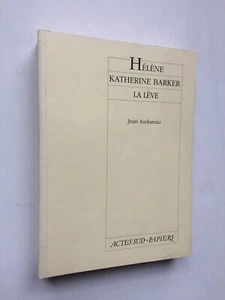 HÉLÈNE
KATHERINE BARKER
LA LÈVE
Jean Audureau
ACTES SUD-PAPIERS